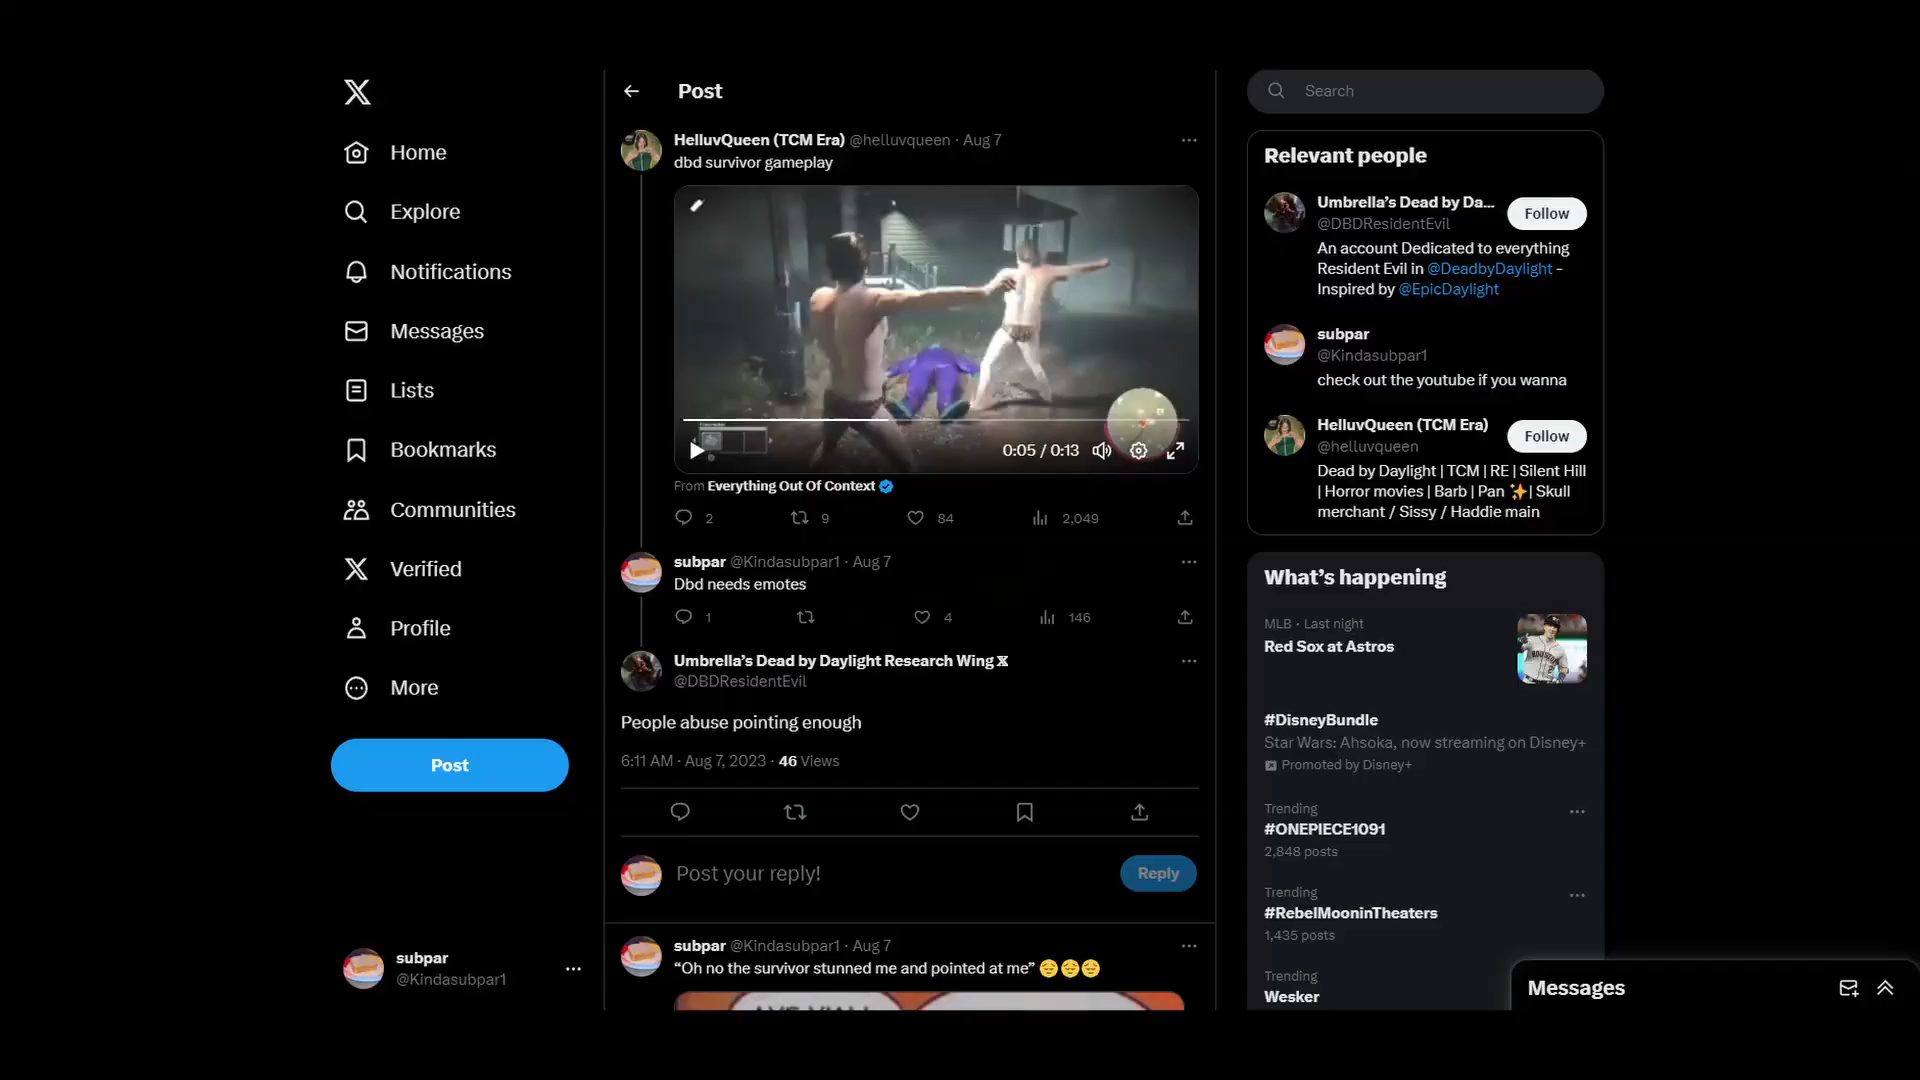 Home
Explore
Notifications
Messages
Lists
Bookmarks
Communities
Verified
Profile
More
Post
subpar
@Kindasubpar1
Post
HelluvQueen (TCM Era) @helluvqueen · Aug 7
dbd survivor gameplay
0:05 / 0:13
From Everything Out Of Context
2 9 84 2,049
subpar @Kindasubpar1 · Aug 7
Dbd needs emotes
1 4 146
Umbrella's Dead by Daylight Research Wing 𝕏
@DBDResidentEvil
People abuse pointing enough
6:11 AM · Aug 7, 2023 · 46 Views
Post your reply!
Reply
subpar @Kindasubpar1 · Aug 7
“Oh no the survivor stunned me and pointed at me” 😔😔😔
Search
Relevant people
Umbrella's Dead by Da...
Follow
@DBDResidentEvil
An account Dedicated to everything
Resident Evil in @DeadbyDaylight -
Inspired by @EpicDaylight
subpar
@Kindasubpar1
check out the youtube if you wanna
HelluvQueen (TCM Era)
Follow
@helluvqueen
Dead by Daylight | TCM | RE | Silent Hill
| Horror movies | Barb | Pan ✨| Skull
merchant / Sissy / Haddie main
What's happening
MLB · Last night
Red Sox at Astros
#DisneyBundle
Star Wars: Ahsoka, now streaming on Disney+
Promoted by Disney+
Trending
#ONEPIECE1091
2,848 posts
Trending
#RebelMooninTheaters
1,435 posts
Trending
Wesker
Messages